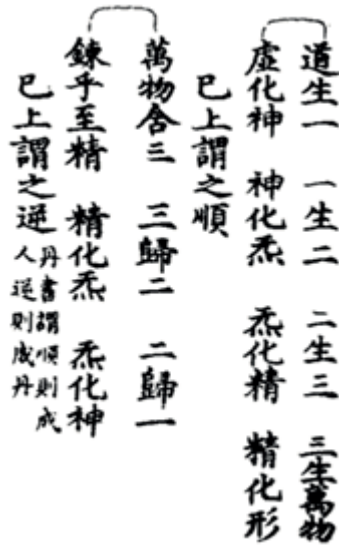 道生一 一生二 二生三 三生萬物
虛化神 神化炁 炁化精 精化形
已上謂之順
萬物含三 三歸二 二歸一
鍊乎至精 精化炁 炁化神
已上謂之逆 丹書謂順則成
人逆則成丹